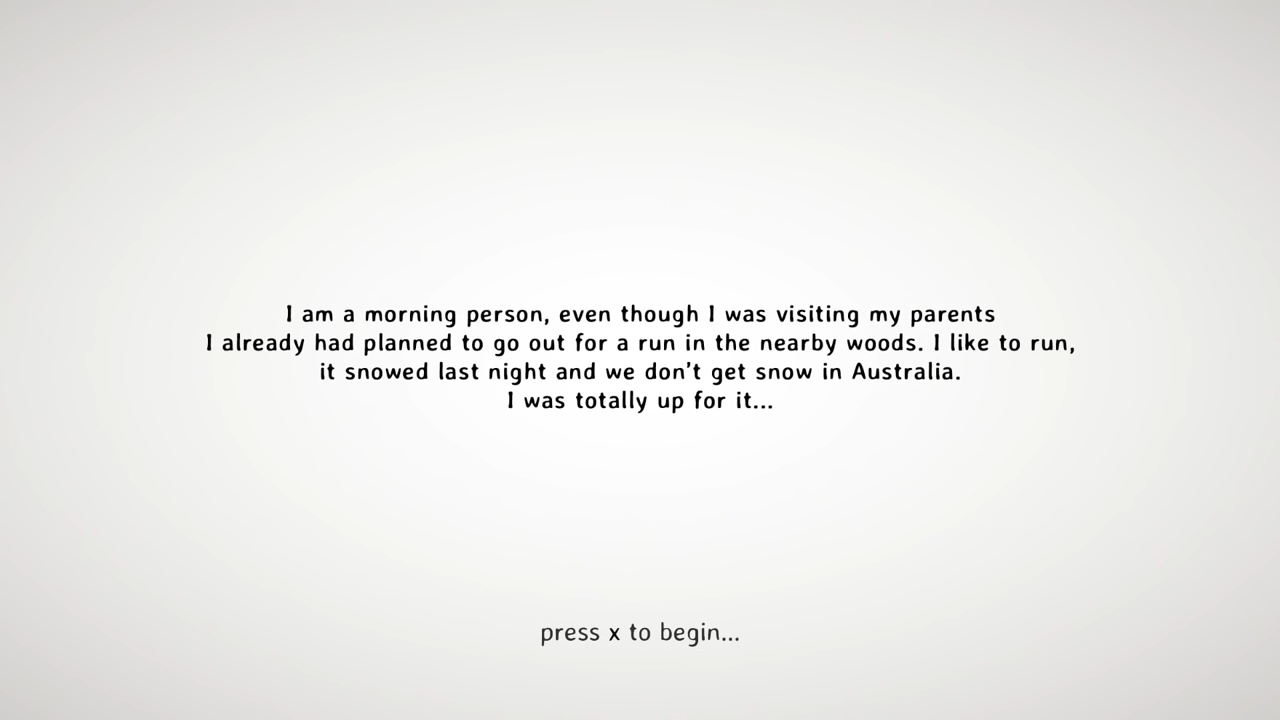 I am a morning person, even though I was visiting my parents
I already had planned to go out for a run in the nearby woods. I like to run,
it snowed last night and we don't get snow in Australia.
I was totally up for it...
press x to begin...